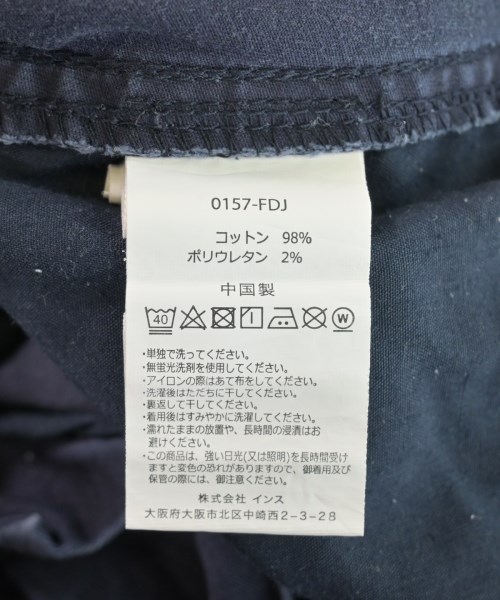 0157-FDJ
コットン 98%
ポリウレタン 2%
中国製
40 W
・単独で洗ってください。
・無蛍光洗剤を使用してください。
・アイロンの際はあて布をしてください。
・洗濯後はただちに干してください。
・裏返して干してください。
・着用後はすみやかに洗濯してください。
・濡れたままの放置や、長時間の浸漬はお
避けください。
・この商品は、強い日光(又は照明)を長時間受け
ますと変色の恐れがありますので、御着用及び
保管の際には、御注意ください。
株式会社 インス
大阪府大阪市北区中崎西2-3-28